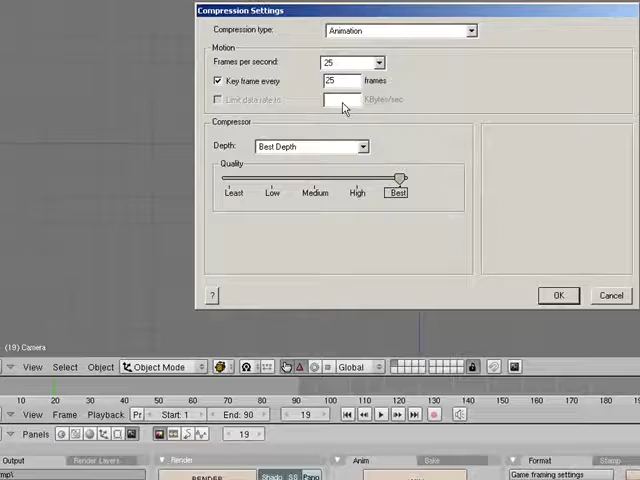 Compression Settings
Compression type: Animation
Motion
Frames per second: 25
Key frame every 25 frames
Limit data rate to KBytes/sec
Compressor
Depth: Best Depth
Quality
Least Low Medium High Best
? OK Cancel
(19) Camera
View Select Object Object Mode Global
10 20 30 40 50 60 70 80 90 100 110 120 130 140 150 160 170 180
View Frame Playback Pr Start: 1 End: 90 19
Panels 19
Output Render Layers Render Anim Bake Format Stamp
RENDER Shado SS Pano Game framing settings